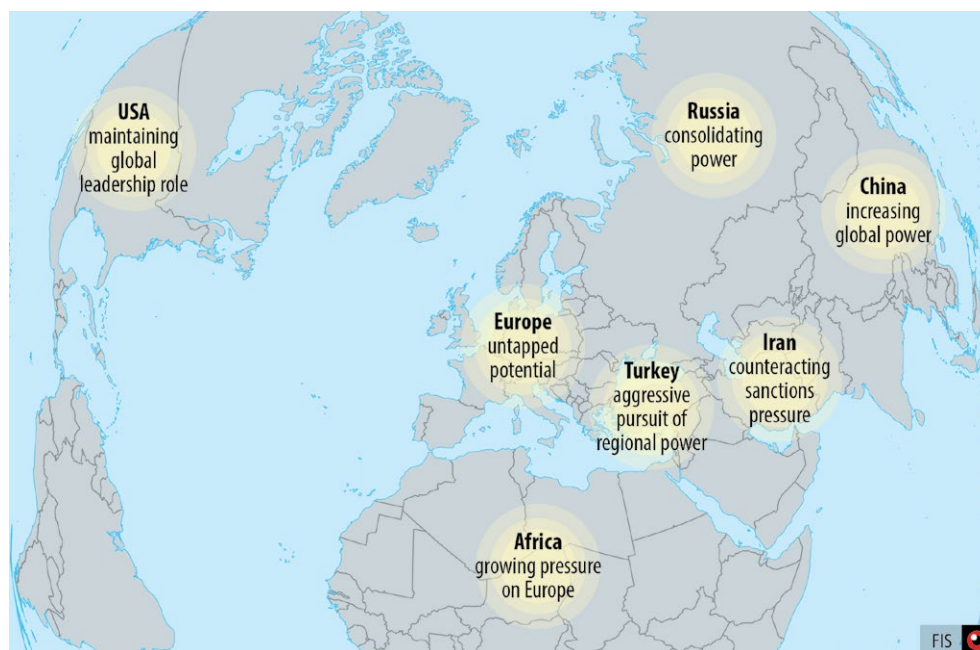 USA
maintaining
global
leadership role
Russia
consolidating
power
China
increasing
global power
Europe
untapped
potential
Turkey
aggressive
pursuit of
regional power
Iran
counteracting
sanctions
pressure
Africa
growing pressure
on Europe
FIS